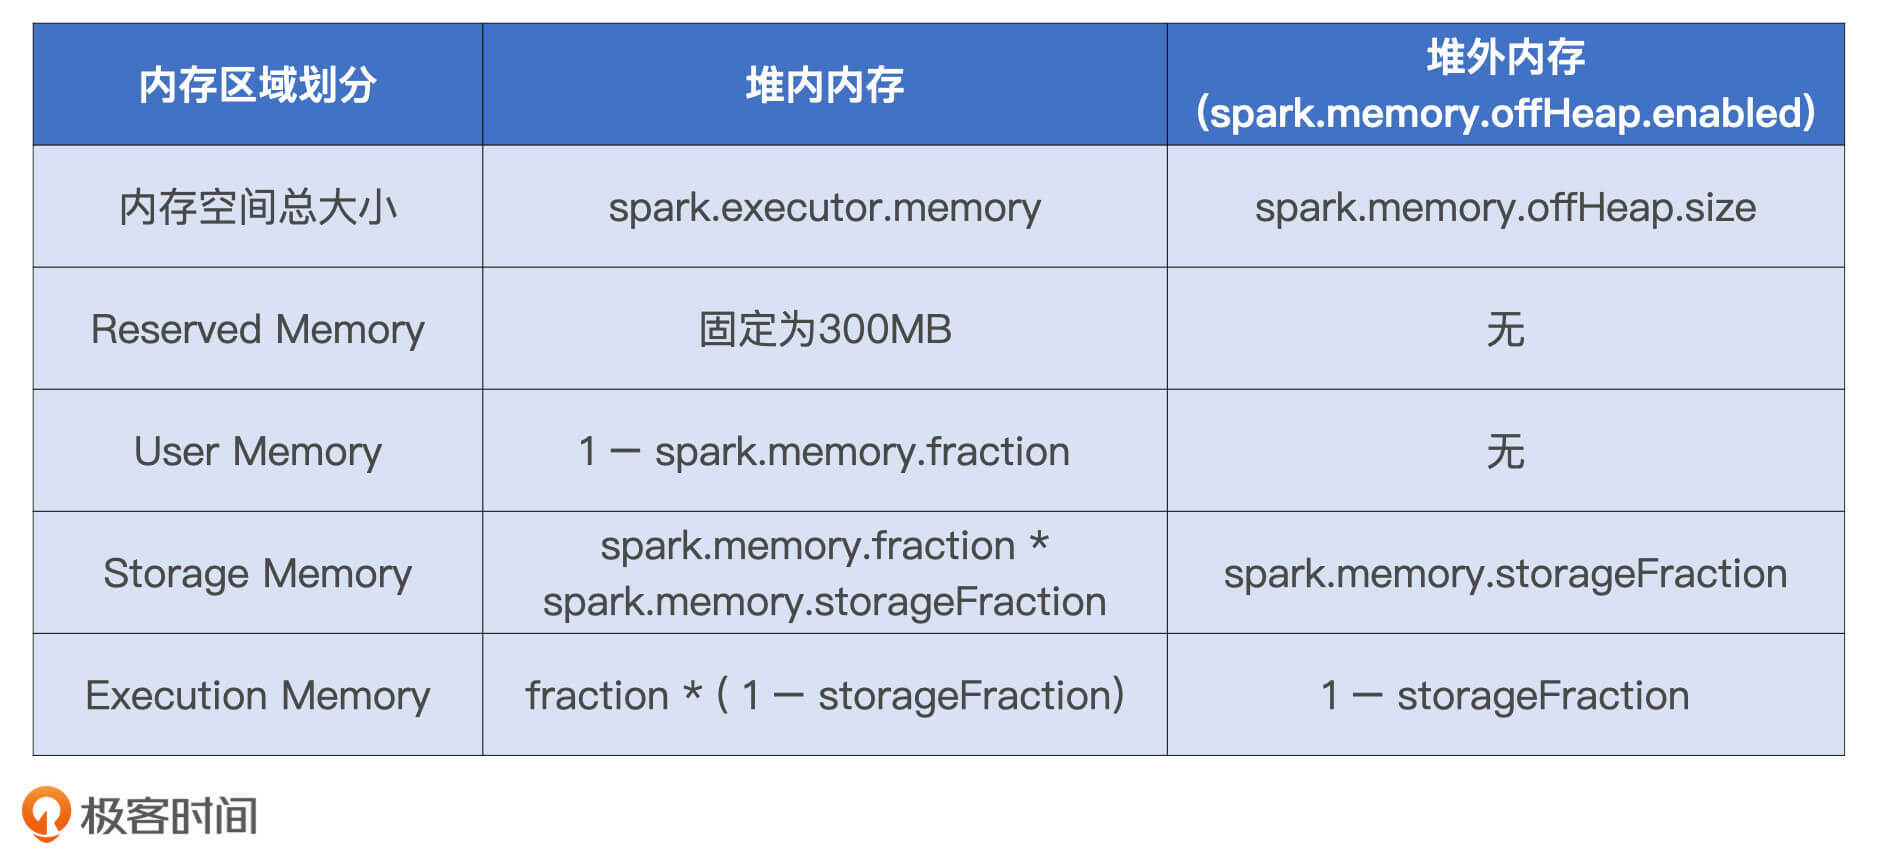 内存区域划分
堆内内存
堆外内存
(spark.memory.offHeap.enabled)
内存空间总大小
spark.executor.memory
spark.memory.offHeap.size
Reserved Memory
固定为300MB
无
User Memory
1 — spark.memory.fraction
无
Storage Memory
spark.memory.fraction *
spark.memory.storageFraction
spark.memory.storageFraction
Execution Memory
fraction * ( 1 — storageFraction)
1 — storageFraction
极客时间